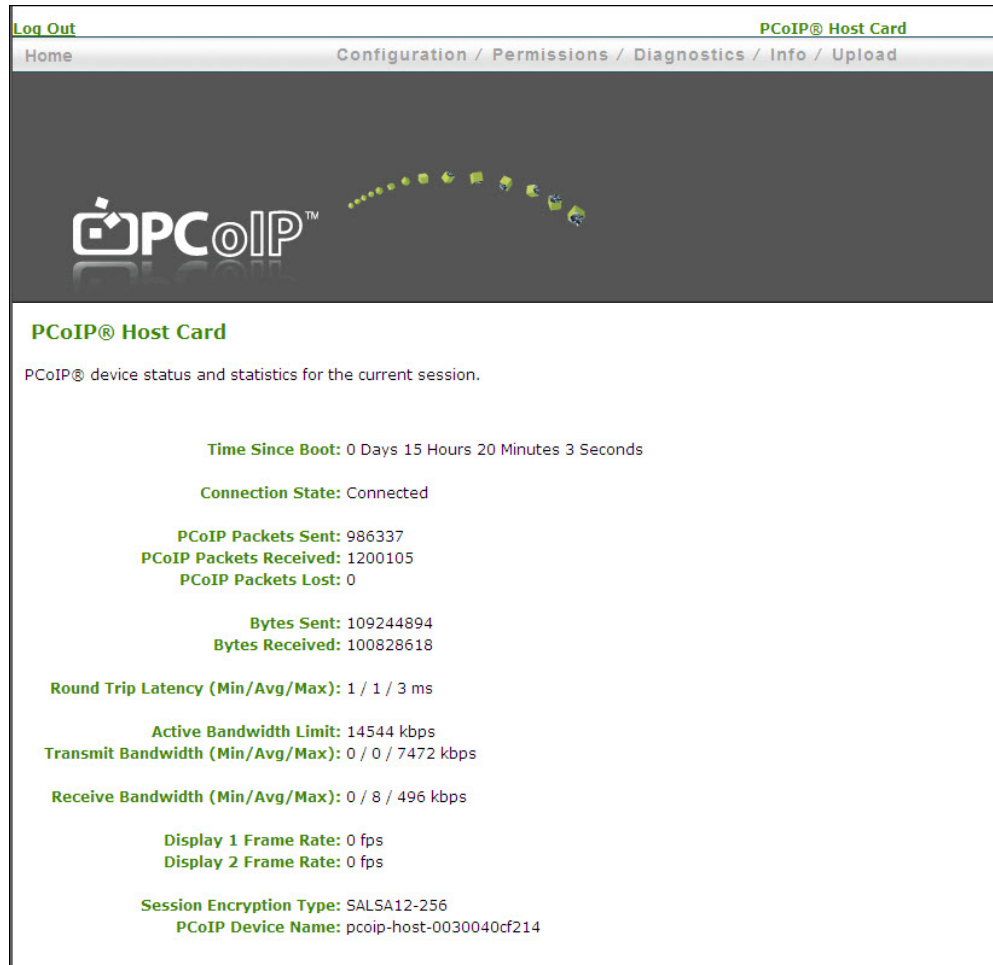 Log Out PCoIP® Host Card
Home Configuration / Permissions / Diagnostics / Info / Upload
PCoIP™
PCoIP® Host Card
PCoIP® device status and statistics for the current session.
Time Since Boot: 0 Days 15 Hours 20 Minutes 3 Seconds
Connection State: Connected
PCoIP Packets Sent: 986337
PCoIP Packets Received: 1200105
PCoIP Packets Lost: 0
Bytes Sent: 109244894
Bytes Received: 100828618
Round Trip Latency (Min/Avg/Max): 1 / 1 / 3 ms
Active Bandwidth Limit: 14544 kbps
Transmit Bandwidth (Min/Avg/Max): 0 / 0 / 7472 kbps
Receive Bandwidth (Min/Avg/Max): 0 / 8 / 496 kbps
Display 1 Frame Rate: 0 fps
Display 2 Frame Rate: 0 fps
Session Encryption Type: SALSA12-256
PCoIP Device Name: pcoip-host-0030040cf214